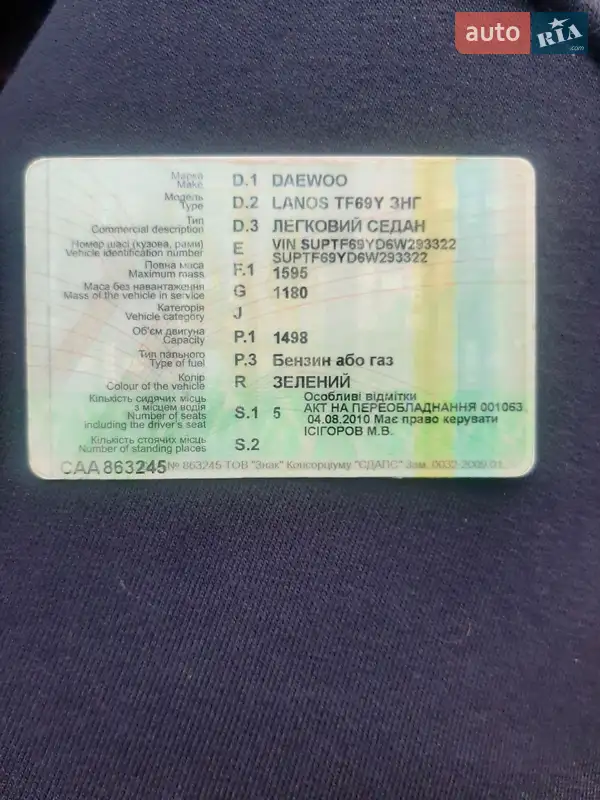 auto RIA .com
Марка
Make D.1 DAEWOO
Модель
Type D.2 LANOS TF69Y ЗНГ
Тип
Commercial description D.3 ЛЕГКОВИЙ СЕДАН
Номер шасі (кузова, рами) VIN SUPTF69YD6W293322
Vehicle identification number E SUPTF69YD6W293322
Повна маса
Maximum mass F.1 1595
Маса без навантаження
Mass of the vehicle in service G 1180
Категорія
Vehicle category J
Об'єм двигуна
Capacity P.1 1498
Тип пального
Type of fuel P.3 Бензин або газ
Колір
Colour of the vehicle R ЗЕЛЕНИЙ
Кількість сидячих місць Особливі відмітки
з місцем водія S.1 5 АКТ НА ПЕРЕОБЛАДНАННЯ 001063
Number of seats 04.08.2010 Має право керувати
including the driver's seat ІСІГОРОВ М.В.
Кількість стоячих місць
Number of standing places S.2
САА 863245 № 863245 ТОВ "Знак" Консорціуму "ЄДАПС" Зам. 0032-2009.01.